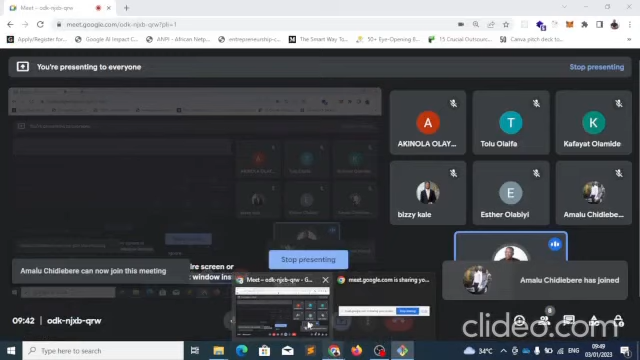 Meet – odk-njxb-qrw
meet.google.com/odk-njxb-qrw?pli=1
Apply/Register for...
Google AI Impact C...
ANPI - African Netp...
entrepreneurship-c...
The Smart Way To...
50+ Eye-Opening B...
15 Crucial Outsourc...
Canva pitch deck to...
You're presenting to everyone
Stop presenting
A
AKINOLA OLAY...
T
Tolu Olaifa
K
Kafayat Olamide
bizzy kale
E
Esther Olabiyi
Amalu Chidiebe...
Stop presenting
Amalu Chidiebere can now join this meeting
Meet – odk-njxb-qrw - G...
meet.google.com is sharing yo...
Amalu Chidiebere has joined
09:42
odk-njxb-qrw
8
clideo.com
Type here to search
34°C
ENG
09:49
03/01/2023